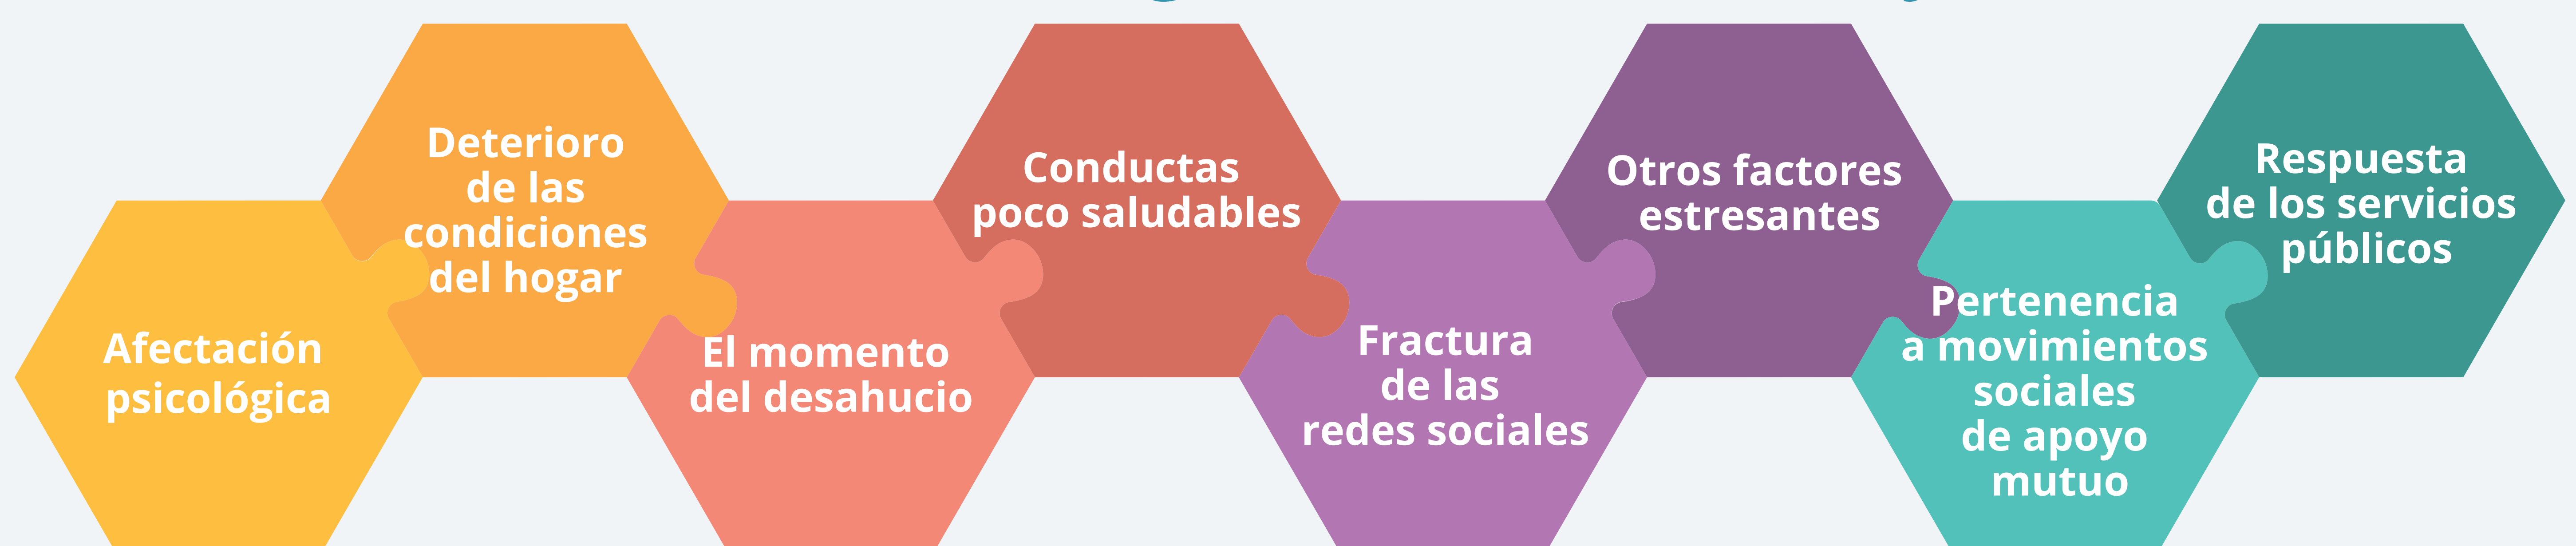 Afectación
psicológica
Deterioro
de las
condiciones
del hogar
El momento
del desahucio
Conductas
poco saludables
Fractura
de las
redes sociales
Otros factores
estresantes
Pertenencia
a movimientos
sociales
de apoyo
mutuo
Respuesta
de los servicios
públicos